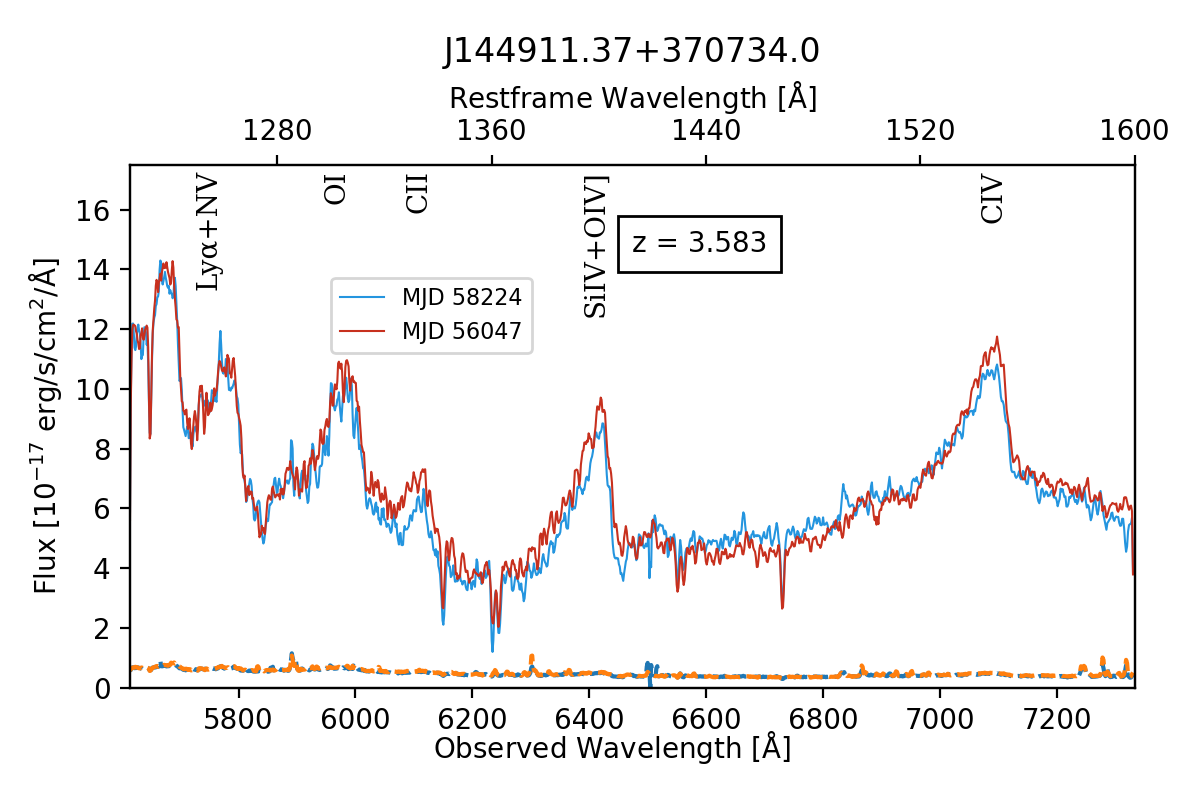 J144911.37+370734.0
Restframe Wavelength [Å]
1280 1360 1440 1520 1600
Lyα+NV
OI
CII
SiIV+OIV]
CIV
z = 3.583
MJD 58224
MJD 56047
Flux [10⁻¹⁷ erg/s/cm²/Å]
16
14
12
10
8
6
4
2
0
5800 6000 6200 6400 6600 6800 7000 7200
Observed Wavelength [Å]